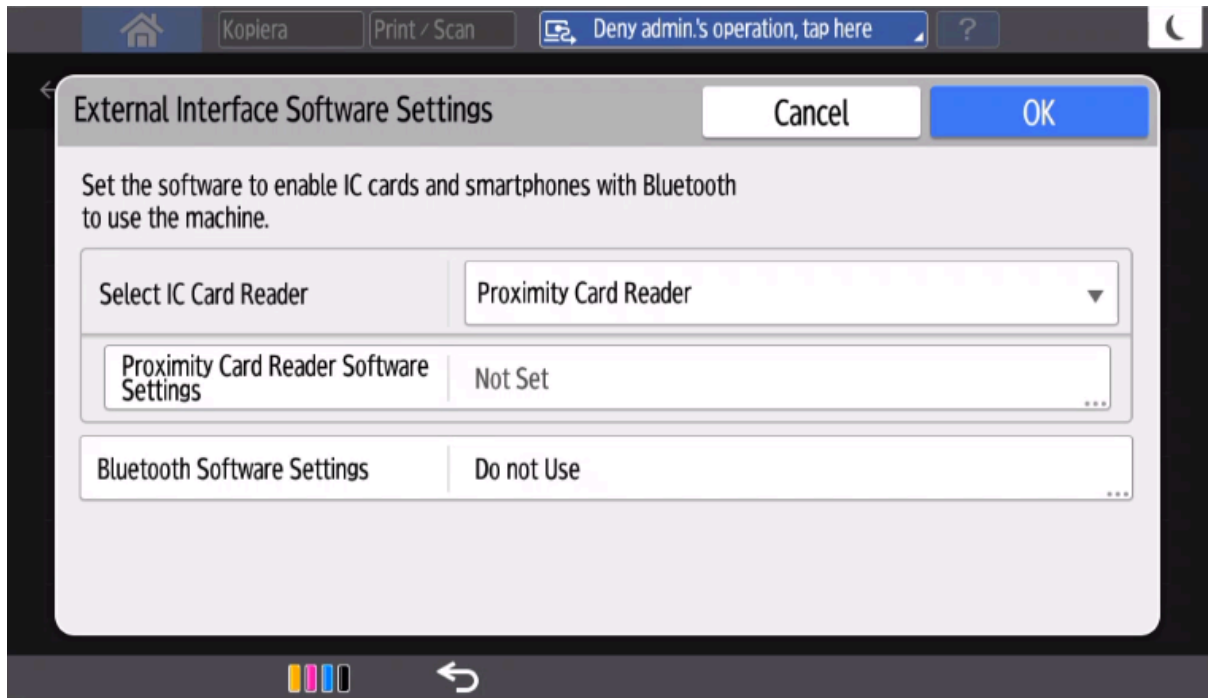 Kopiera
Print / Scan
Deny admin.'s operation, tap here
?
External Interface Software Settings
Cancel
OK
Set the software to enable IC cards and smartphones with Bluetooth
to use the machine.
Select IC Card Reader
Proximity Card Reader
Proximity Card Reader Software
Settings
Not Set
...
Bluetooth Software Settings
Do not Use
...